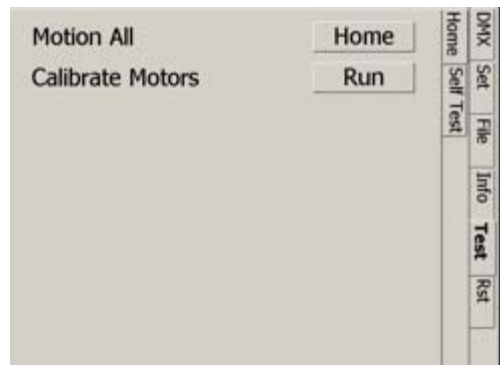 Motion All Home
Calibrate Motors Run
Home
Self Test
DMX
Set
File
Info
Test
Rst